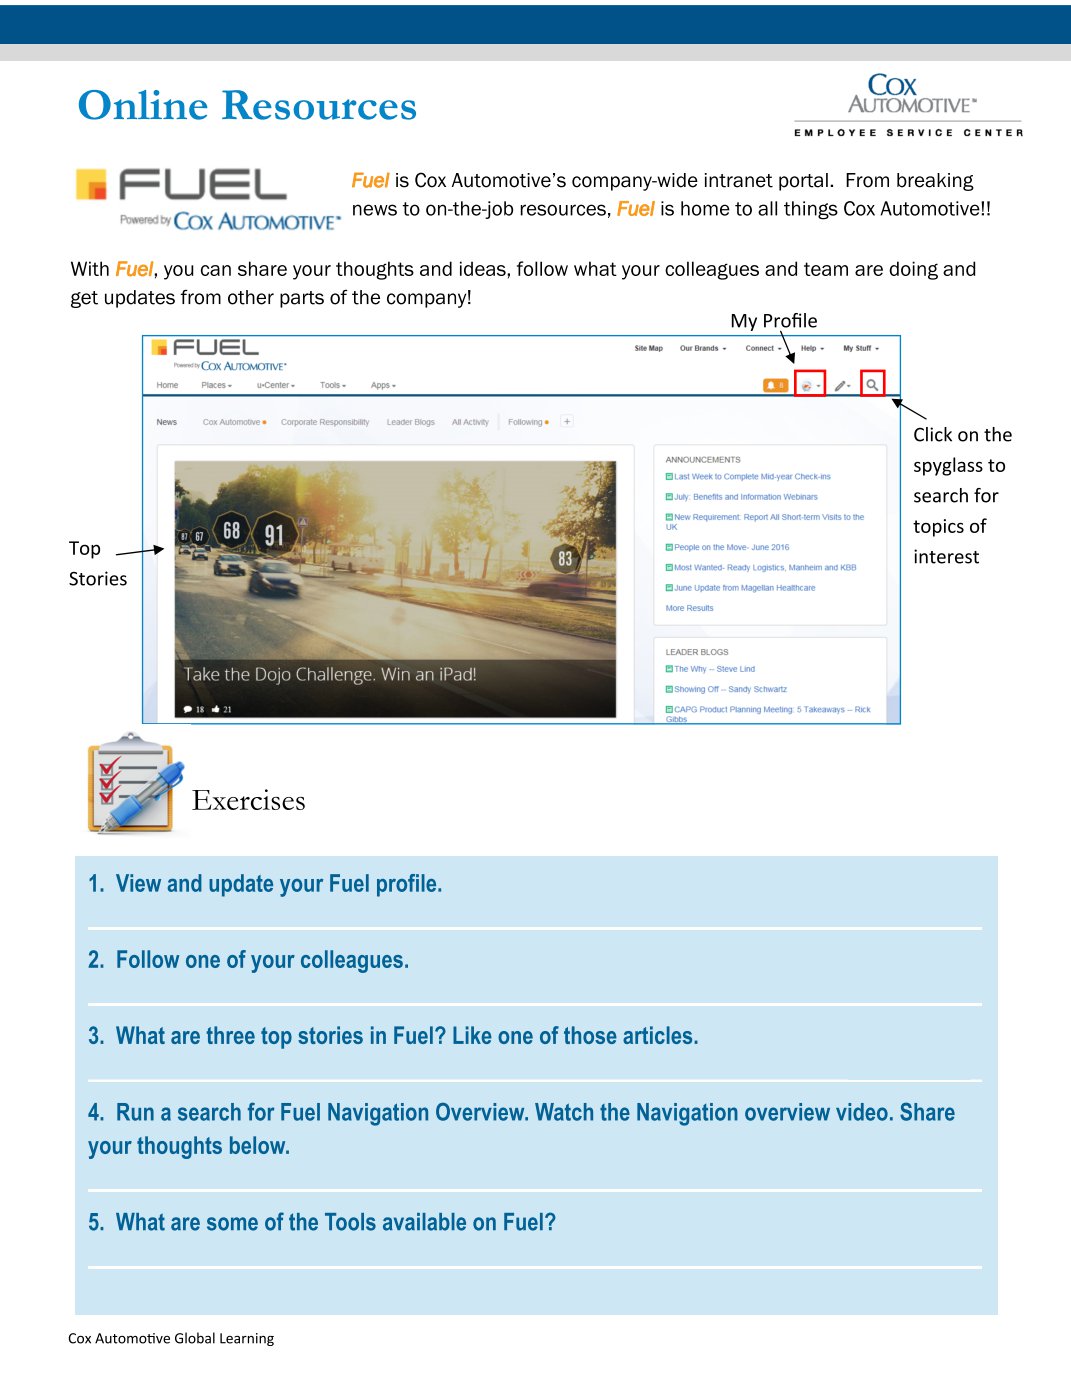 Online Resources
COX
AUTOMOTIVE™
EMPLOYEE SERVICE CENTER
FUEL
Powered by COX AUTOMOTIVE™
Fuel is Cox Automotive’s company-wide intranet portal.  From breaking
news to on-the-job resources, Fuel is home to all things Cox Automotive!!
With Fuel, you can share your thoughts and ideas, follow what your colleagues and team are doing and
get updates from other parts of the company!
My Profile
FUEL
Powered by COX AUTOMOTIVE™
Site Map Our Brands Connect Help My Stuff
Home Places u•Center Tools Apps
8
News Cox Automotive Corporate Responsibility Leader Blogs All Activity Following +
Click on the
spyglass to
search for
topics of
interest
Top
Stories
87 67 68 91 83
Take the Dojo Challenge. Win an iPad!
18 21
ANNOUNCEMENTS
Last Week to Complete Mid-year Check-ins
July: Benefits and Information Webinars
New Requirement: Report All Short-term Visits to the
UK
People on the Move- June 2016
Most Wanted- Ready Logistics, Manheim and KBB
June Update from Magellan Healthcare
More Results
LEADER BLOGS
The Why -- Steve Lind
Showing Off -- Sandy Schwartz
CAPG Product Planning Meeting: 5 Takeaways -- Rick
Gibbs
Exercises
1.  View and update your Fuel profile.
2.  Follow one of your colleagues.
3.  What are three top stories in Fuel? Like one of those articles.
4.  Run a search for Fuel Navigation Overview. Watch the Navigation overview video. Share
your thoughts below.
5.  What are some of the Tools available on Fuel?
Cox Automotive Global Learning